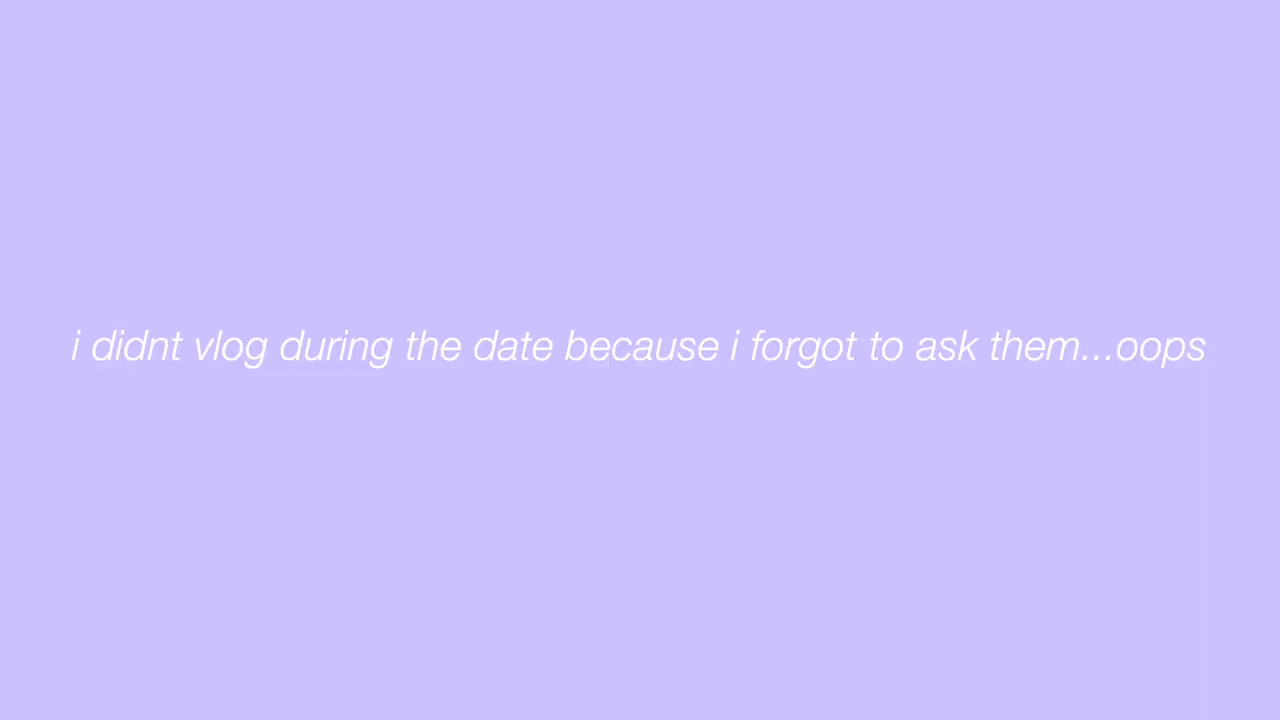 i didnt vlog during the date because i forgot to ask them...oops